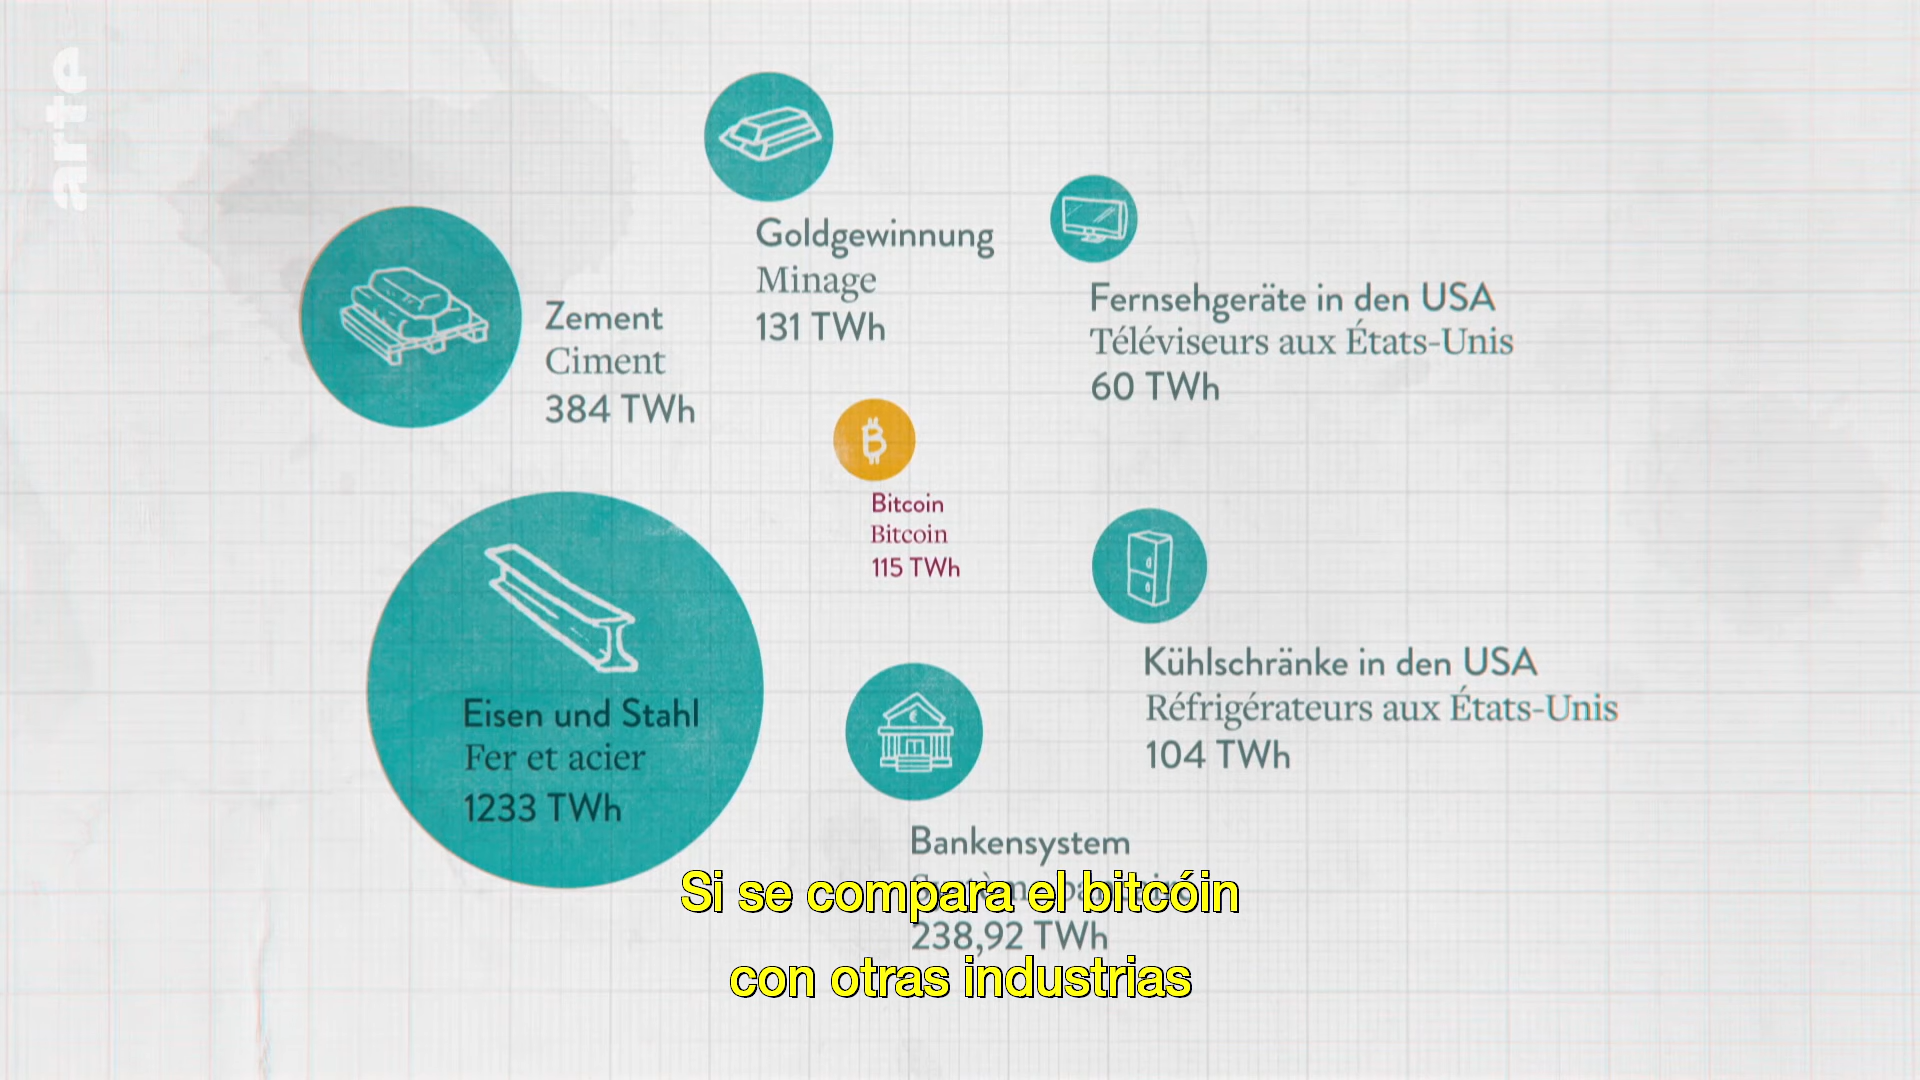 arte
Goldgewinnung
Minage
131 TWh
Fernsehgeräte in den USA
Téléviseurs aux États-Unis
60 TWh
Zement
Ciment
384 TWh
Bitcoin
Bitcoin
115 TWh
Eisen und Stahl
Fer et acier
1233 TWh
Kühlschränke in den USA
Réfrigérateurs aux États-Unis
104 TWh
Bankensystem
238,92 TWh
Si se compara el bitcóin
con otras industrias